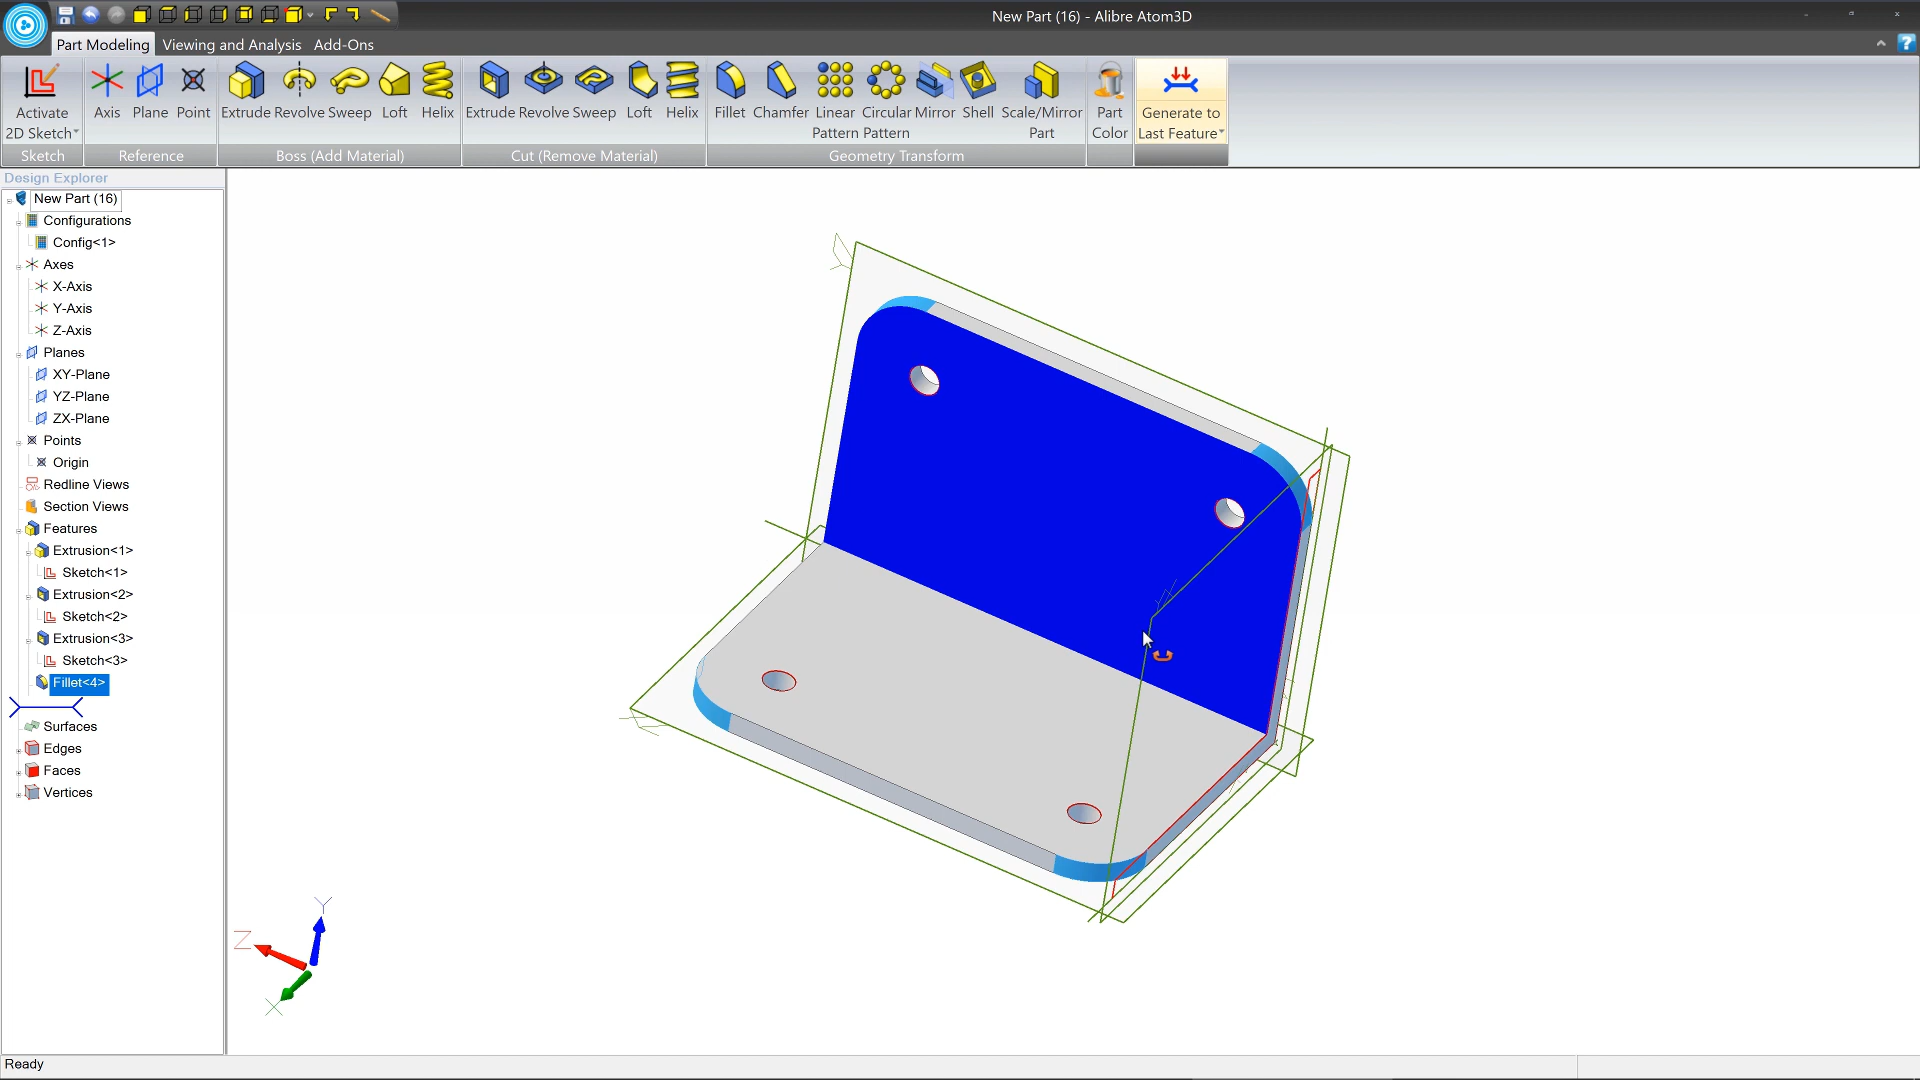 New Part (16) - Alibre Atom3D
Part Modeling Viewing and Analysis Add-Ons
Activate 2D Sketch
Axis Plane Point
Extrude Revolve Sweep Loft Helix
Extrude Revolve Sweep Loft Helix
Fillet Chamfer Linear Pattern Circular Pattern Mirror Shell Scale/Mirror Part
Part Color
Generate to Last Feature
Sketch Reference Boss (Add Material) Cut (Remove Material) Geometry Transform
Design Explorer
New Part (16)
Configurations
Config<1>
Axes
X-Axis
Y-Axis
Z-Axis
Planes
XY-Plane
YZ-Plane
ZX-Plane
Points
Origin
Redline Views
Section Views
Features
Extrusion<1>
Sketch<1>
Extrusion<2>
Sketch<2>
Extrusion<3>
Sketch<3>
Fillet<4>
Surfaces
Edges
Faces
Vertices
Y
Z
X
Ready